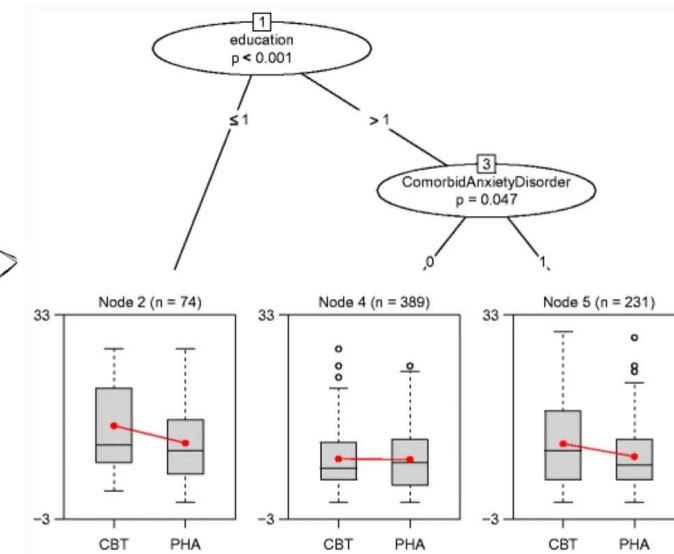 1
education
p < 0.001
≤ 1
> 1
3
ComorbidAnxietyDisorder
p = 0.047
0
1
Node 2 (n = 74)
Node 4 (n = 389)
Node 5 (n = 231)
33
33
33
−3
−3
−3
CBT PHA
CBT PHA
CBT PHA